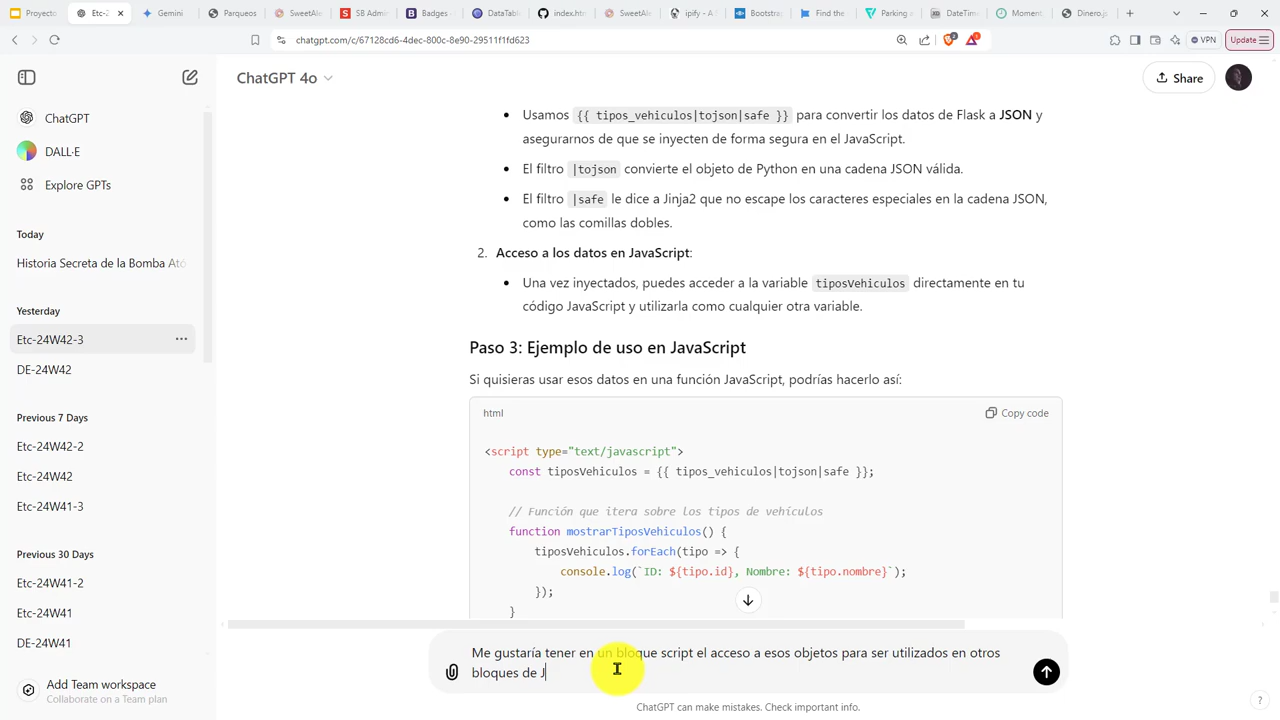 Proyecto
Etc-2
Gemini
Parqueos
SweetAle
SB Admi
Badges -
DataTabl
index.htm
SweetAle
ipify - A
Bootstrap
Find the
Parking a
DateTime
Moment
Dinero.js
chatgpt.com/c/67128cd6-4dec-800c-8e90-29511f1fd623
VPN
Update
ChatGPT 4o
Share
ChatGPT
DALL·E
Explore GPTs
Today
Historia Secreta de la Bomba Ató
Yesterday
Etc-24W42-3
DE-24W42
Previous 7 Days
Etc-24W42-2
Etc-24W42
Etc-24W41-3
Previous 30 Days
Etc-24W41-2
Etc-24W41
DE-24W41
Add Team workspace
Collaborate on a Team plan
• Usamos {{ tipos_vehiculos|tojson|safe }} para convertir los datos de Flask a JSON y
asegurarnos de que se inyecten de forma segura en el JavaScript.
• El filtro |tojson convierte el objeto de Python en una cadena JSON válida.
• El filtro |safe le dice a Jinja2 que no escape los caracteres especiales en la cadena JSON,
como las comillas dobles.
2. Acceso a los datos en JavaScript:
• Una vez inyectados, puedes acceder a la variable tiposVehiculos directamente en tu
código JavaScript y utilizarla como cualquier otra variable.
Paso 3: Ejemplo de uso en JavaScript
Si quisieras usar esos datos en una función JavaScript, podrías hacerlo así:
html
Copy code
<script type="text/javascript">
const tiposVehiculos = {{ tipos_vehiculos|tojson|safe }};
// Función que itera sobre los tipos de vehículos
function mostrarTiposVehiculos() {
tiposVehiculos.forEach(tipo => {
console.log(`ID: ${tipo.id}, Nombre: ${tipo.nombre}`);
});
}
Me gustaría tener en un bloque script el acceso a esos objetos para ser utilizados en otros
bloques de J
ChatGPT can make mistakes. Check important info.
?